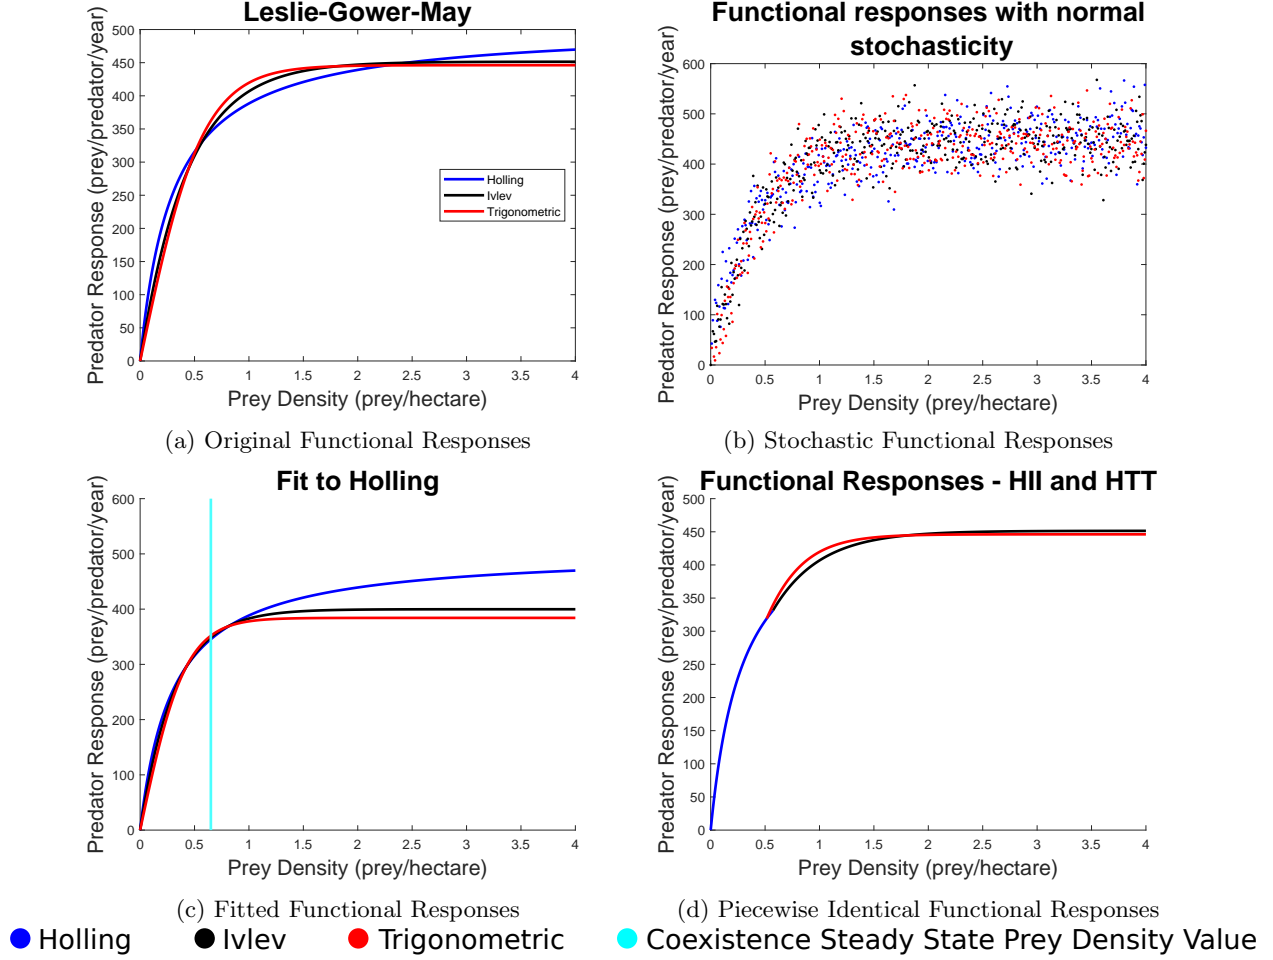 Leslie-Gower-May
Predator Response (prey/predator/year)
500
450
400
350
300
250
200
150
100
50
0
Holling
Ivlev
Trigonometric
0 0.5 1 1.5 2 2.5 3 3.5 4
Prey Density (prey/hectare)
(a) Original Functional Responses
Functional responses with normal
stochasticity
Predator Response (prey/predator/year)
600
500
400
300
200
100
0
0 0.5 1 1.5 2 2.5 3 3.5 4
Prey Density (prey/hectare)
(b) Stochastic Functional Responses
Fit to Holling
Predator Response (prey/predator/year)
600
500
400
300
200
100
0
0 0.5 1 1.5 2 2.5 3 3.5 4
Prey Density (prey/hectare)
(c) Fitted Functional Responses
Functional Responses - HII and HTT
Predator Response (prey/predator/year)
500
450
400
350
300
250
200
150
100
50
0
0 0.5 1 1.5 2 2.5 3 3.5 4
Prey Density (prey/hectare)
(d) Piecewise Identical Functional Responses
Holling Ivlev Trigonometric Coexistence Steady State Prey Density Value